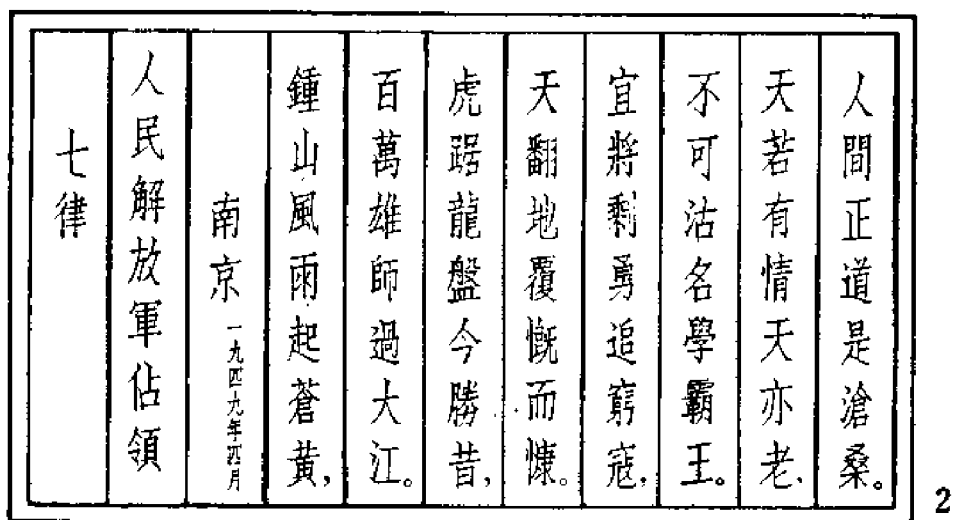 七律
人民解放軍佔領
南京 一九四九年四月
鍾山風雨起蒼黃,
百萬雄師過大江。
虎踞龍盤今勝昔,
天翻地覆慨而慷。
宜將剩勇追窮寇,
不可沽名學霸王。
天若有情天亦老,
人間正道是滄桑。
2